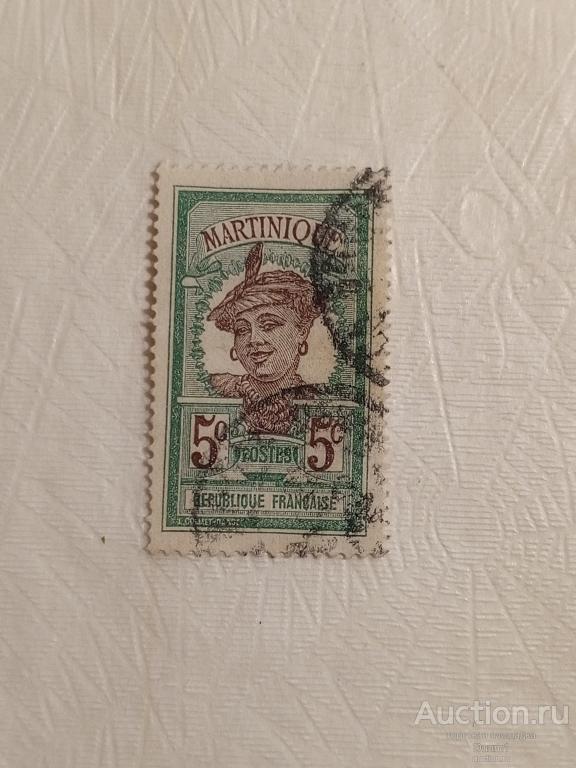 MARTINIQUE
5c 5c
POSTES
REPUBLIQUE FRANÇAISE
Auction.ru